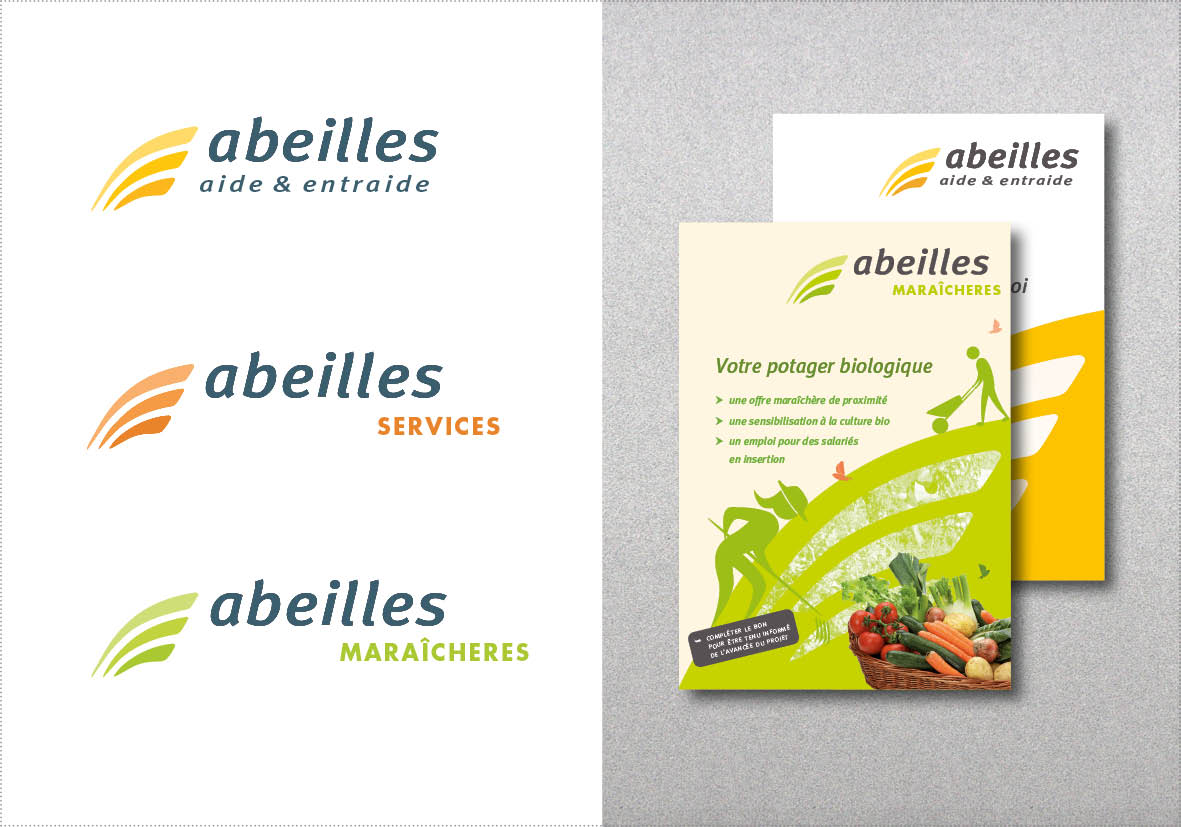 abeilles
aide & entraide
abeilles
SERVICES
abeilles
MARAÎCHERES
abeilles
aide & entraide
oi
abeilles
MARAÎCHERES
Votre potager biologique
une offre maraîchère de proximité
une sensibilisation à la culture bio
un emploi pour des salariés
en insertion
COMPLÉTER LE BON
POUR ÊTRE TENU INFORMÉ
DE L'AVANCÉE DU PROJET